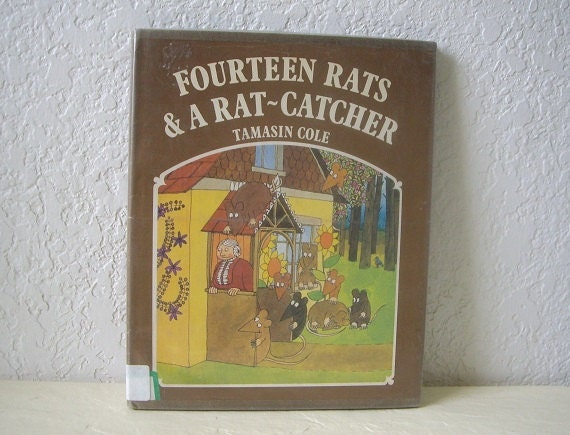 FOURTEEN RATS
& A RAT~CATCHER
TAMASIN COLE